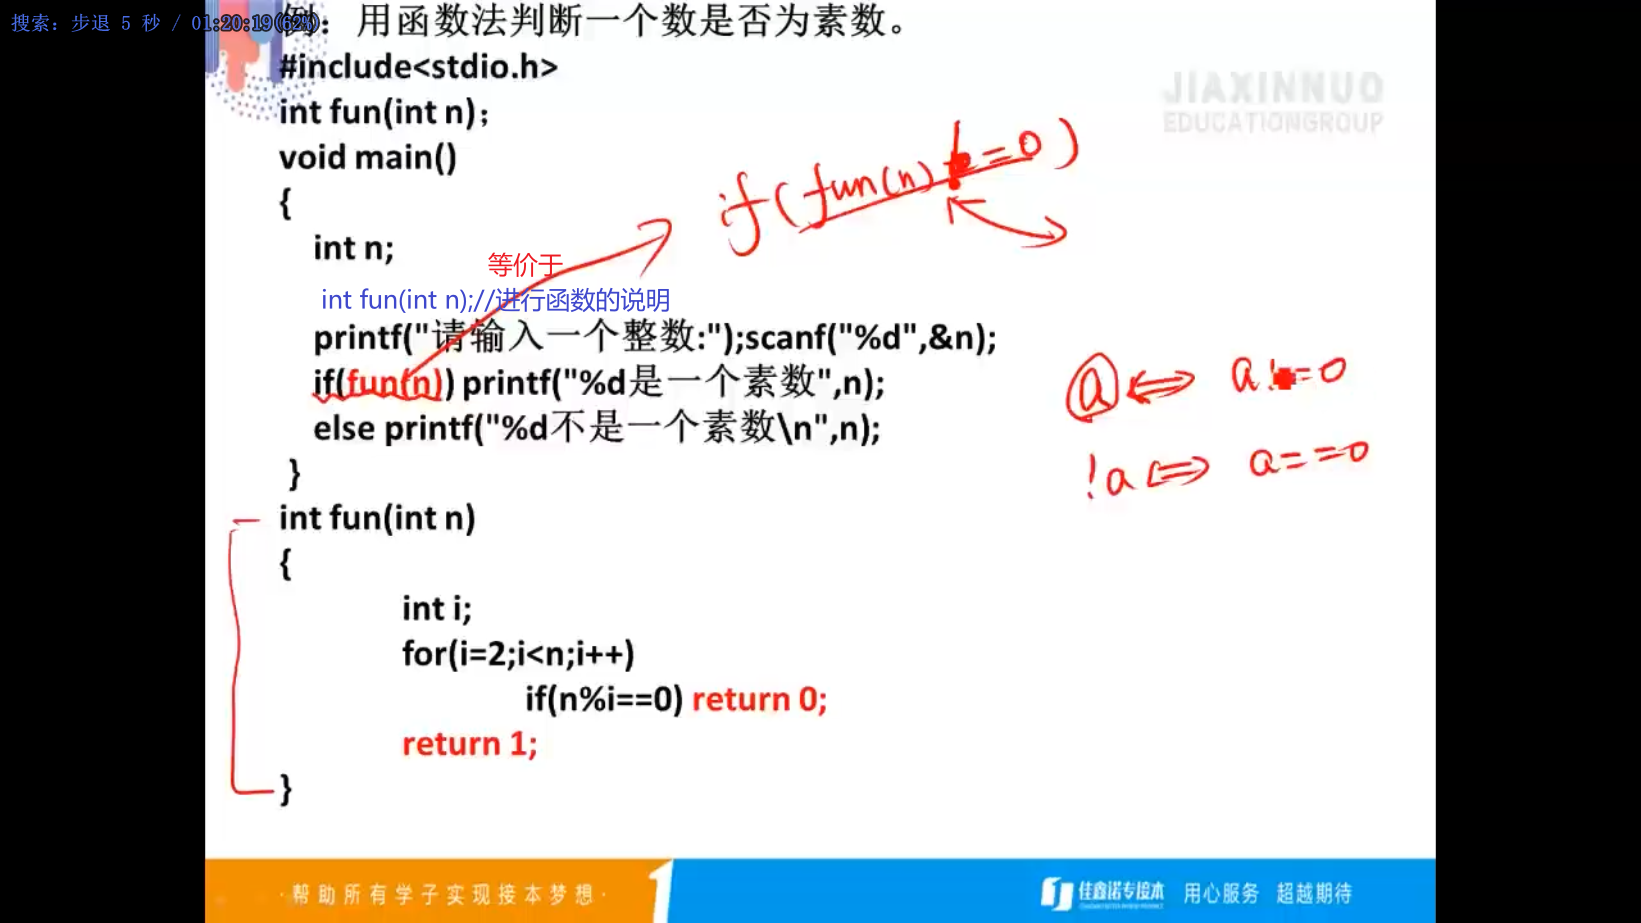 搜索: 步退 5 秒 / 01:20:19(62%)
例：用函数法判断一个数是否为素数。
#include<stdio.h>
JIAXINNUO
EDUCATIONGROUP
int fun(int n);
void main()
if(fun(n)!=0)
{
int n;
等价于
int fun(int n);//进行函数的说明
printf("请输入一个整数:");scanf("%d",&n);
if(fun(n)) printf("%d是一个素数",n);
a⇔ a!=0
else printf("%d不是一个素数\n",n);
!a⇔ a==0
}
int fun(int n)
{
int i;
for(i=2;i<n;i++)
if(n%i==0) return 0;
return 1;
}
·帮助所有学子实现接本梦想·
1
佳鑫诺专接本
用心服务 超越期待